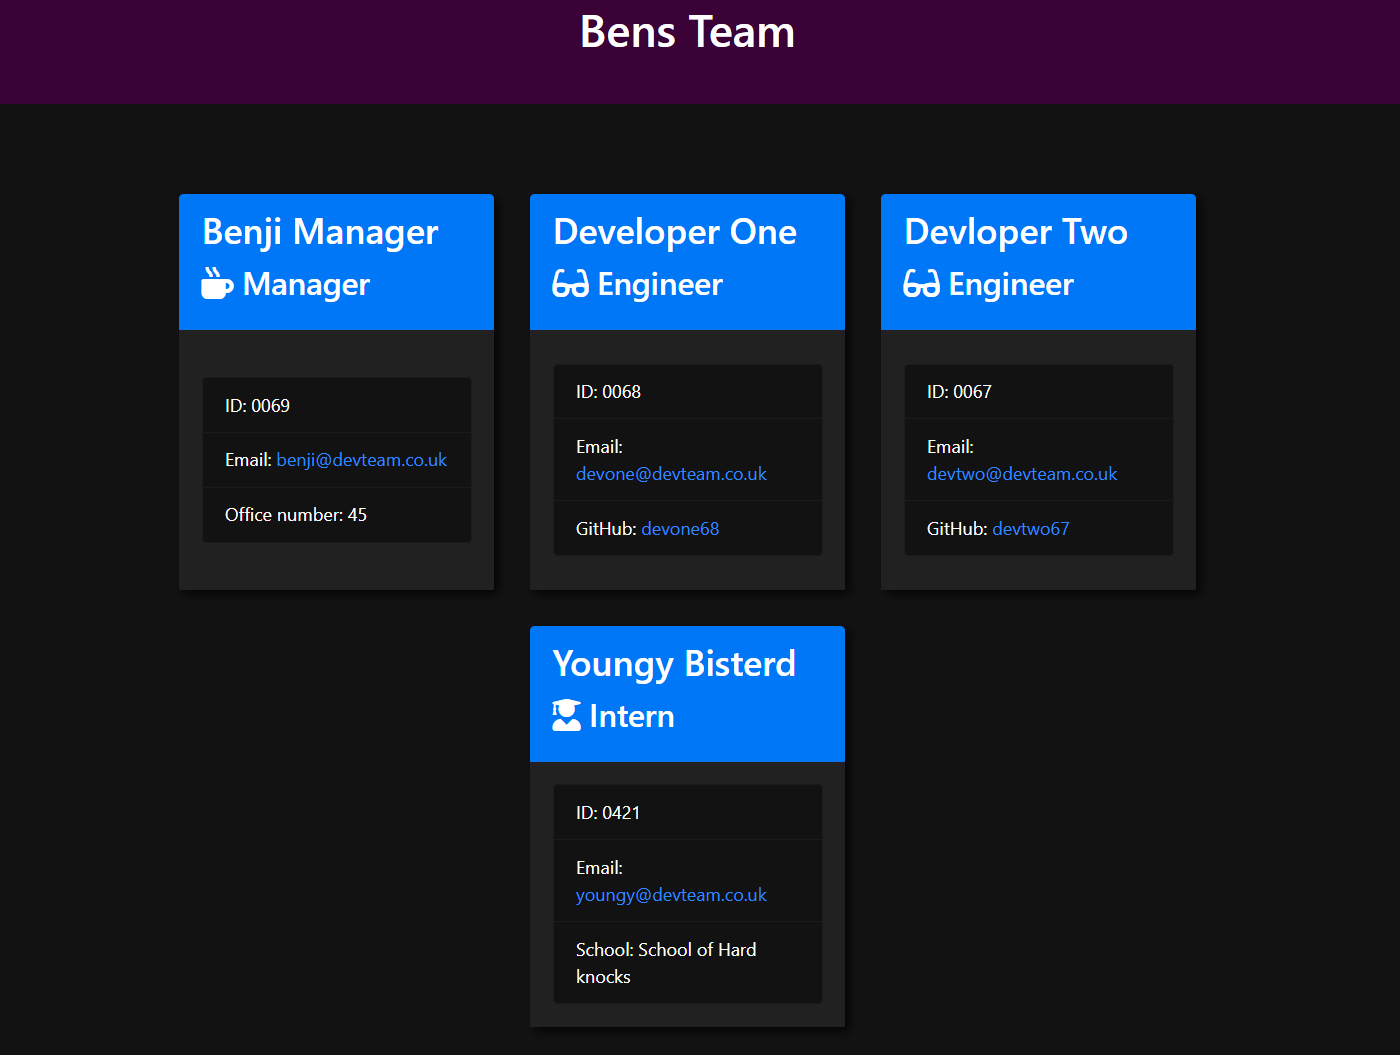 Bens Team
Benji Manager
Manager
ID: 0069
Email: benji@devteam.co.uk
Office number: 45
Developer One
Engineer
ID: 0068
Email:
devone@devteam.co.uk
GitHub: devone68
Devloper Two
Engineer
ID: 0067
Email:
devtwo@devteam.co.uk
GitHub: devtwo67
Youngy Bisterd
Intern
ID: 0421
Email:
youngy@devteam.co.uk
School: School of Hard
knocks